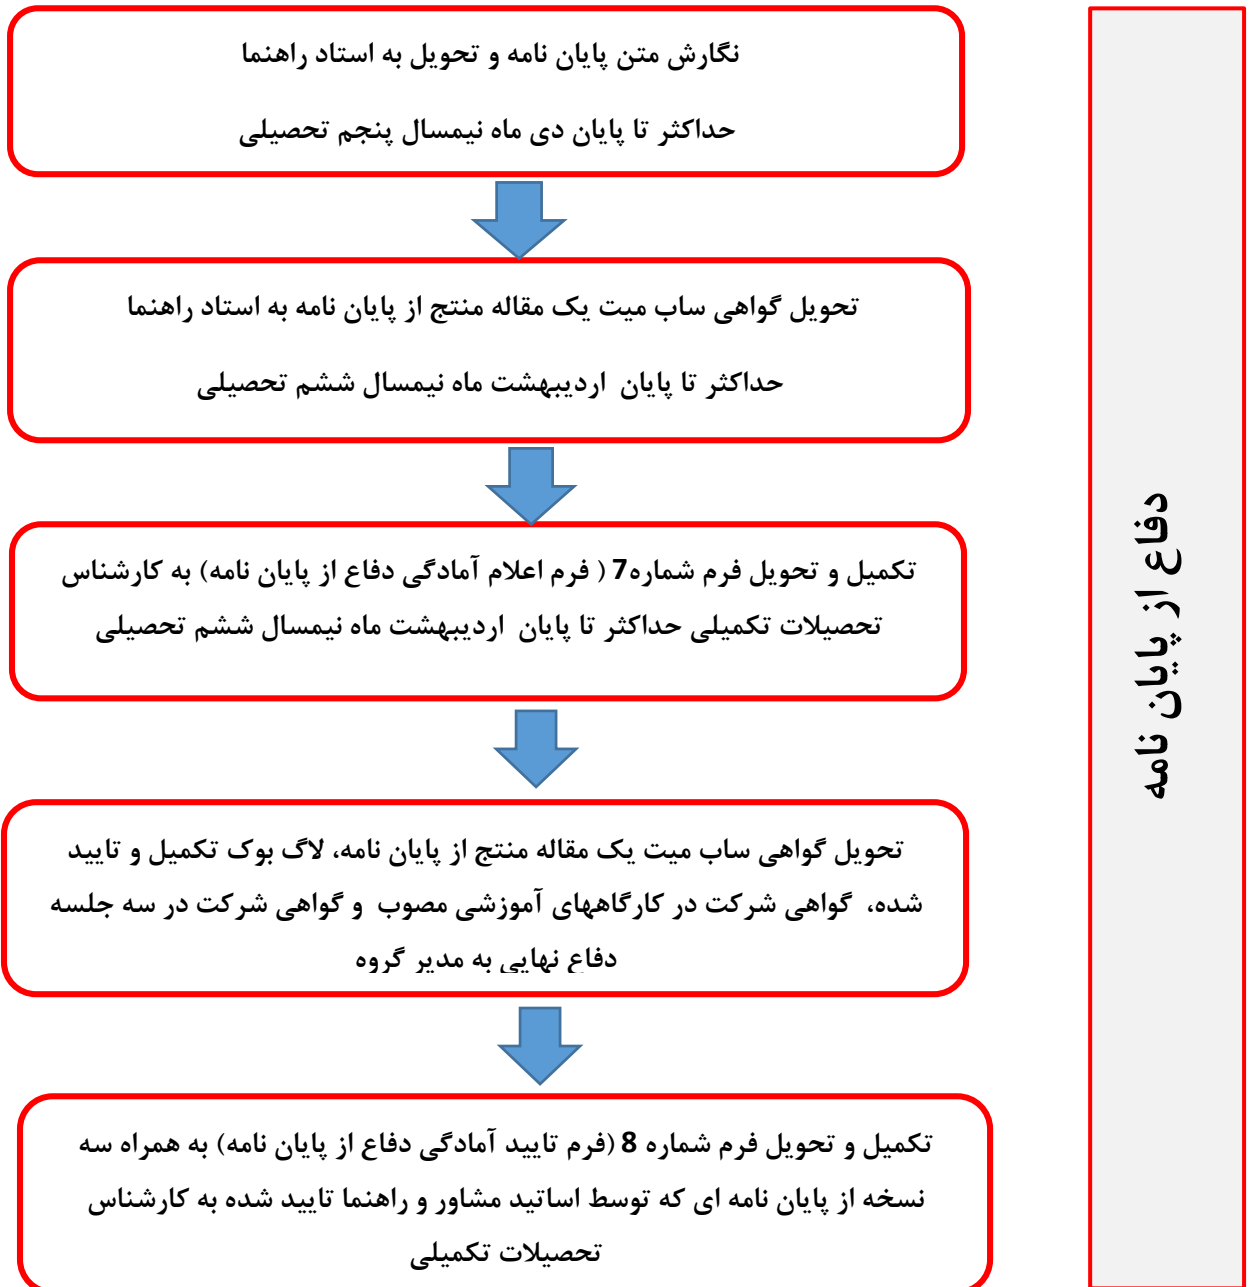 دفاع از پایان نامه
نگارش متن پایان نامه و تحویل به استاد راهنما
حداکثر تا پایان دی ماه نیمسال پنجم تحصیلی
تحویل گواهی ساب میت یک مقاله منتج از پایان نامه به استاد راهنما
حداکثر تا پایان اردیبهشت ماه نیمسال ششم تحصیلی
تکمیل و تحویل فرم شماره7 ( فرم اعلام آمادگی دفاع از پایان نامه) به کارشناس
تحصیلات تکمیلی حداکثر تا پایان اردیبهشت ماه نیمسال ششم تحصیلی
تحویل گواهی ساب میت یک مقاله منتج از پایان نامه، لاگ بوک تکمیل و تایید
شده، گواهی شرکت در کارگاههای آموزشی مصوب و گواهی شرکت در سه جلسه
دفاع نهایی به مدیر گروه
تکمیل و تحویل فرم شماره 8 (فرم تایید آمادگی دفاع از پایان نامه) به همراه سه
نسخه از پایان نامه ای که توسط اساتید مشاور و راهنما تایید شده به کارشناس
تحصیلات تکمیلی